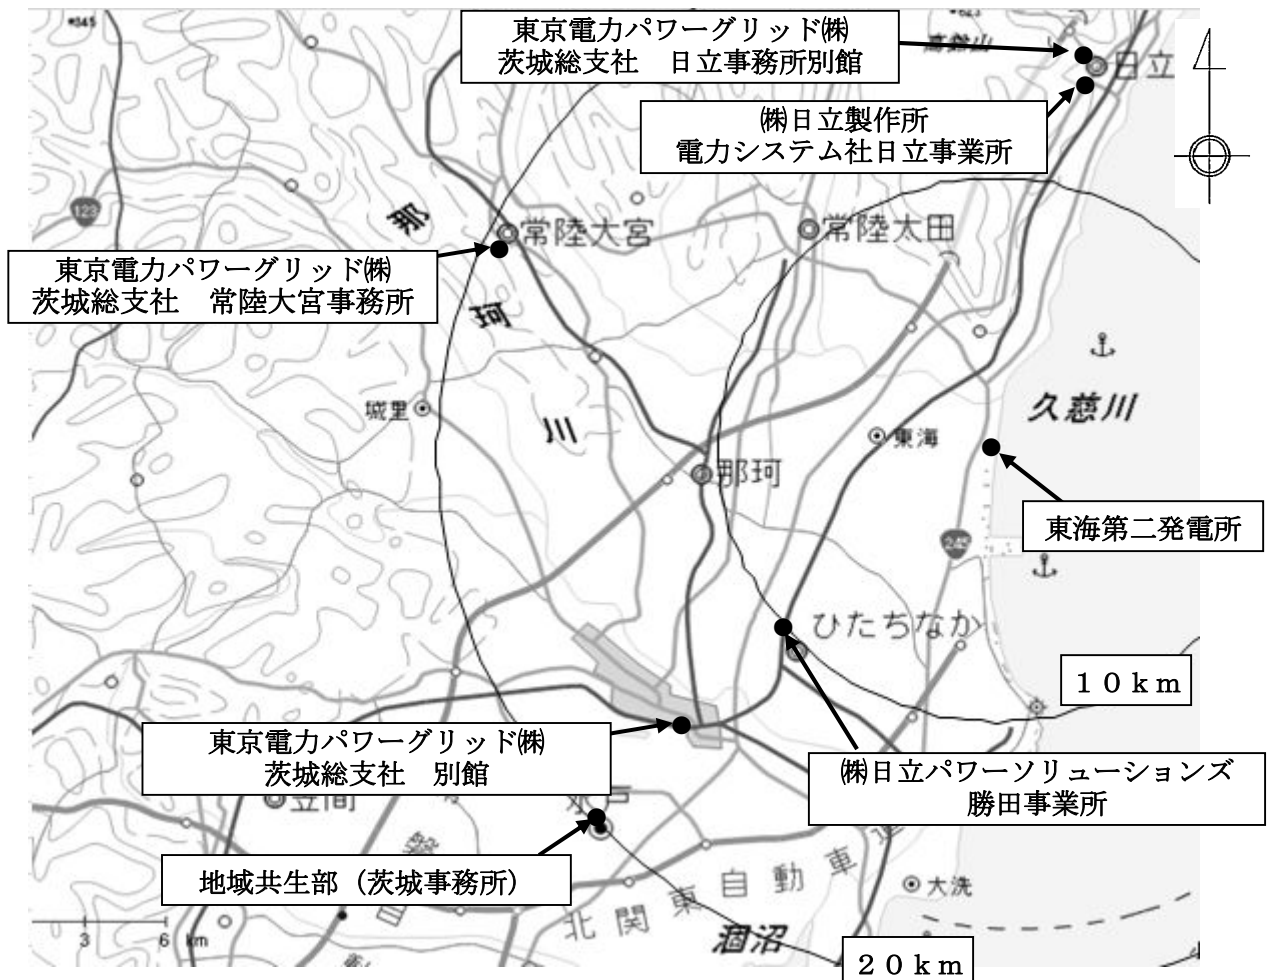 東京電力パワーグリッド㈱
茨城総支社　日立事務所別館
高鈴山
日立
㈱日立製作所
電力システム社日立事業所
123
那
珂
川
常陸大宮
常陸太田
東京電力パワーグリッド㈱
茨城総支社　常陸大宮事務所
城里
久慈川
東海
那珂
東海第二発電所
245
ひたちなか
１０ｋｍ
東京電力パワーグリッド㈱
茨城総支社　別館
㈱日立パワーソリューションズ
勝田事業所
笠間
水戸
地域共生部（茨城事務所）
大洗
北関東自動車道
涸沼
3
6 km
２０ｋｍ